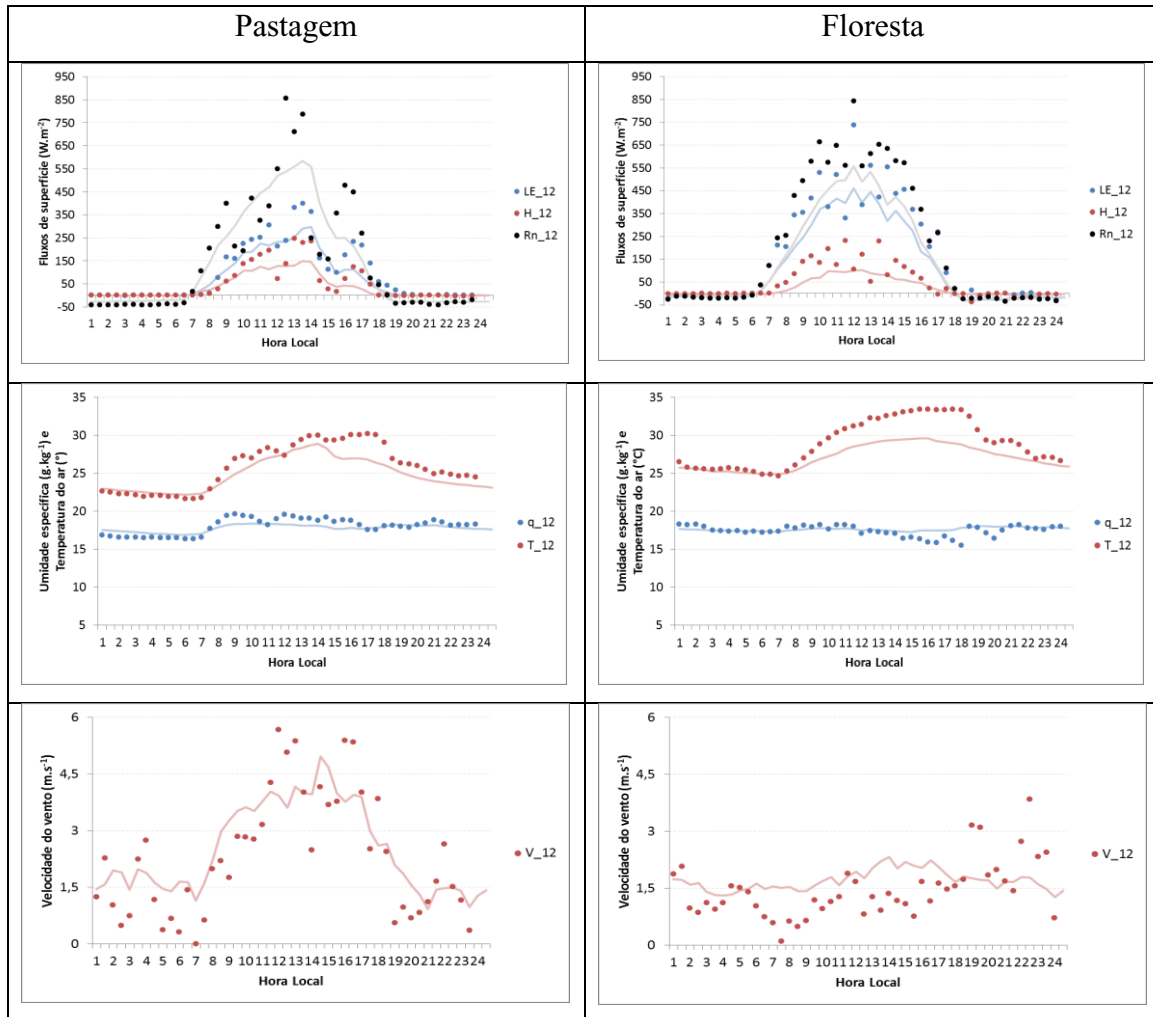 Pastagem
Floresta
Fluxos de superfície (W.m⁻²)
950
850
750
650
550
450
350
250
150
50
-50
1 2 3 4 5 6 7 8 9 10 11 12 13 14 15 16 17 18 19 20 21 22 23 24
Hora Local
LE_12
H_12
Rn_12
Fluxos de superfície (W.m⁻²)
950
850
750
650
550
450
350
250
150
50
-50
1 2 3 4 5 6 7 8 9 10 11 12 13 14 15 16 17 18 19 20 21 22 23 24
Hora Local
LE_12
H_12
Rn_12
Umidade específica (g.kg⁻¹) e
Temperatura do ar (°)
35
30
25
20
15
10
5
1 2 3 4 5 6 7 8 9 10 11 12 13 14 15 16 17 18 19 20 21 22 23 24
Hora Local
q_12
T_12
Umidade específica (g.kg⁻¹) e
Temperatura do ar (°C)
35
30
25
20
15
10
5
1 2 3 4 5 6 7 8 9 10 11 12 13 14 15 16 17 18 19 20 21 22 23 24
Hora Local
q_12
T_12
Velocidade do vento (m.s⁻¹)
6
4,5
3
1,5
0
1 2 3 4 5 6 7 8 9 10 11 12 13 14 15 16 17 18 19 20 21 22 23 24
Hora Local
V_12
Velocidade do vento (m.s⁻¹)
6
4,5
3
1,5
0
1 2 3 4 5 6 7 8 9 10 11 12 13 14 15 16 17 18 19 20 21 22 23 24
Hora Local
V_12